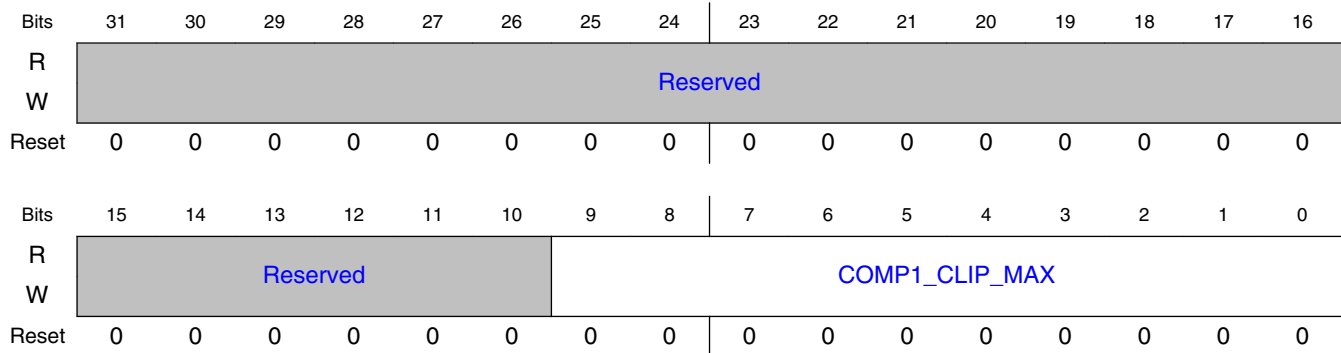 Bits 31 30 29 28 27 26 25 24 23 22 21 20 19 18 17 16
R
Reserved
W
Reset 0 0 0 0 0 0 0 0 0 0 0 0 0 0 0 0
Bits 15 14 13 12 11 10 9 8 7 6 5 4 3 2 1 0
R
Reserved COMP1_CLIP_MAX
W
Reset 0 0 0 0 0 0 0 0 0 0 0 0 0 0 0 0